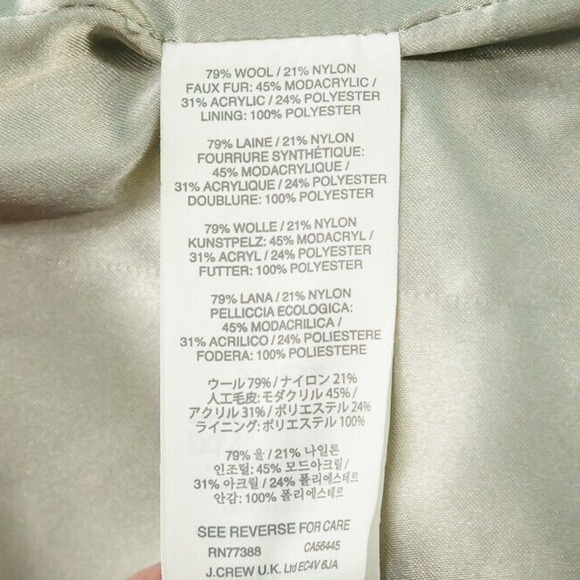 79% WOOL / 21% NYLON
FAUX FUR: 45% MODACRYLIC /
31% ACRYLIC / 24% POLYESTER
LINING: 100% POLYESTER
79% LAINE / 21% NYLON
FOURRURE SYNTHÉTIQUE:
45% MODACRYLIQUE /
31% ACRYLIQUE / 24% POLYESTER
DOUBLURE: 100% POLYESTER
79% WOLLE / 21% NYLON
KUNSTPELZ: 45% MODACRYL /
31% ACRYL / 24% POLYESTER
FUTTER: 100% POLYESTER
79% LANA / 21% NYLON
PELLICCIA ECOLOGICA:
45% MODACRILICA /
31% ACRILICO / 24% POLIESTERE
FODERA: 100% POLIESTERE
ウール 79% / ナイロン 21%
人工毛皮: モダクリル 45% /
アクリル 31% / ポリエステル 24%
ライニング: ポリエステル 100%
79% 울 / 21% 나일론
인조털: 45% 모드아크릴 /
31% 아크릴 / 24% 폴리에스테르
안감: 100% 폴리에스테르
SEE REVERSE FOR CARE
RN77388 CA56445
J.CREW U.K. Ltd EC4V 6JA